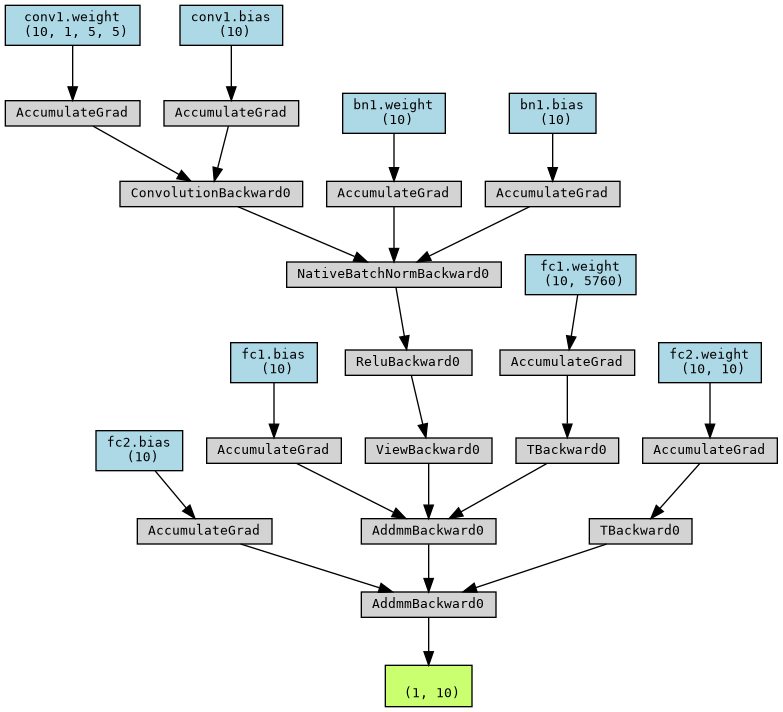 conv1.weight
(10, 1, 5, 5)
conv1.bias
(10)
AccumulateGrad
AccumulateGrad
bn1.weight
(10)
bn1.bias
(10)
ConvolutionBackward0
AccumulateGrad
AccumulateGrad
NativeBatchNormBackward0
fc1.weight
(10, 5760)
fc1.bias
(10)
ReluBackward0
AccumulateGrad
fc2.weight
(10, 10)
fc2.bias
(10)
AccumulateGrad
ViewBackward0
TBackward0
AccumulateGrad
AccumulateGrad
AddmmBackward0
TBackward0
AddmmBackward0
(1, 10)